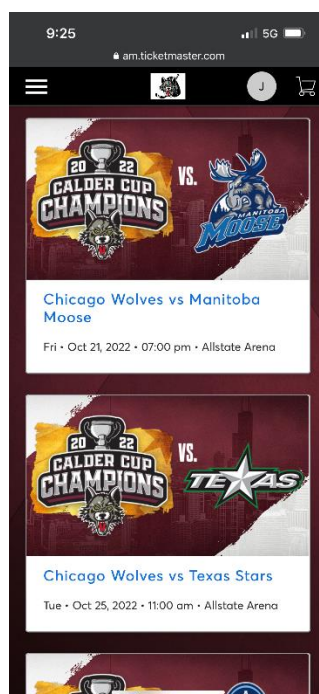 9:25
5G
am.ticketmaster.com
J
20 22
CALDER CUP
CHAMPIONS
VS.
MANITOBA
MOOSE
Chicago Wolves vs Manitoba
Moose
Fri • Oct 21, 2022 • 07:00 pm • Allstate Arena
20 22
CALDER CUP
CHAMPIONS
VS.
TEXAS
Chicago Wolves vs Texas Stars
Tue • Oct 25, 2022 • 11:00 am • Allstate Arena
20 22